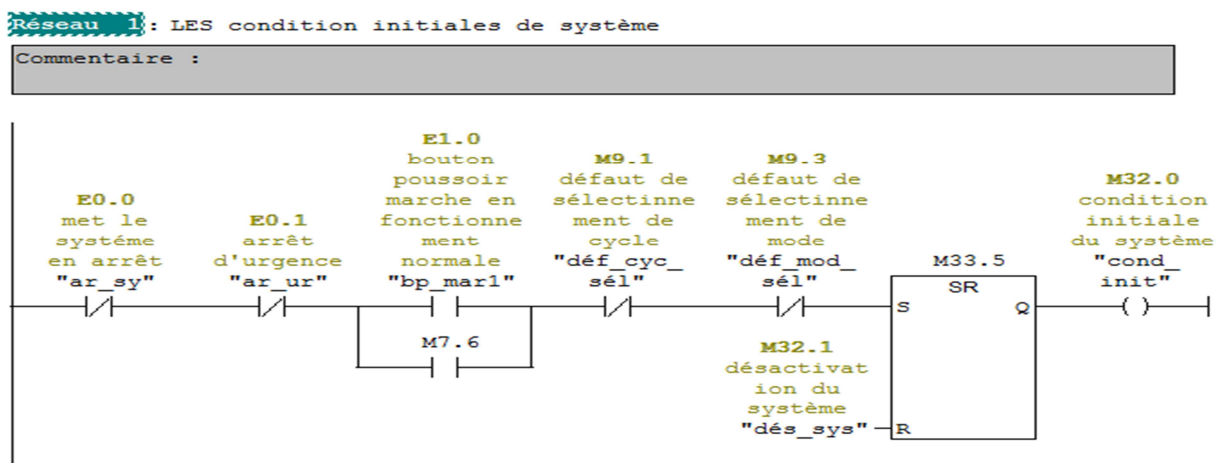 Réseau 1 : LES condition initiales de système
Commentaire :
E0.0
met le
systéme
en arrêt
"ar_sy"
E0.1
arrêt
d'urgence
"ar_ur"
E1.0
bouton
poussoir
marche en
fonctionne
ment
normale
"bp_mar1"
M7.6
M9.1
défaut de
sélectinne
ment de
cycle
"déf_cyc_
sél"
M9.3
défaut de
sélectinne
ment de
mode
"déf_mod_
sél"
M32.1
désactivat
ion du
système
"dés_sys"
M33.5
SR
S
Q
R
M32.0
condition
initiale
du système
"cond_
init"